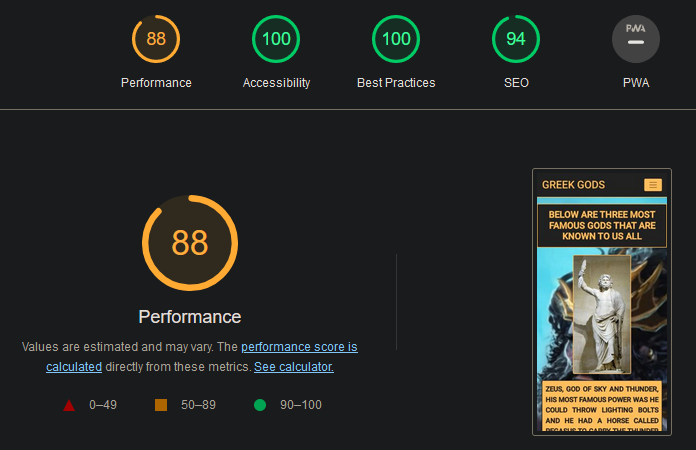 88
100
100
94
PWA
Performance
Accessibility
Best Practices
SEO
PWA
88
Performance
Values are estimated and may vary. The performance score is
calculated directly from these metrics. See calculator.
0–49
50–89
90–100
GREEK GODS
BELOW ARE THREE MOST
FAMOUS GODS THAT ARE
KNOWN TO US ALL
ZEUS, GOD OF SKY AND THUNDER,
HIS MOST FAMOUS POWER WAS HE
COULD THROW LIGHTING BOLTS
AND HE HAD A HORSE CALLED
PEGASUS TO CARRY THE THUNDER